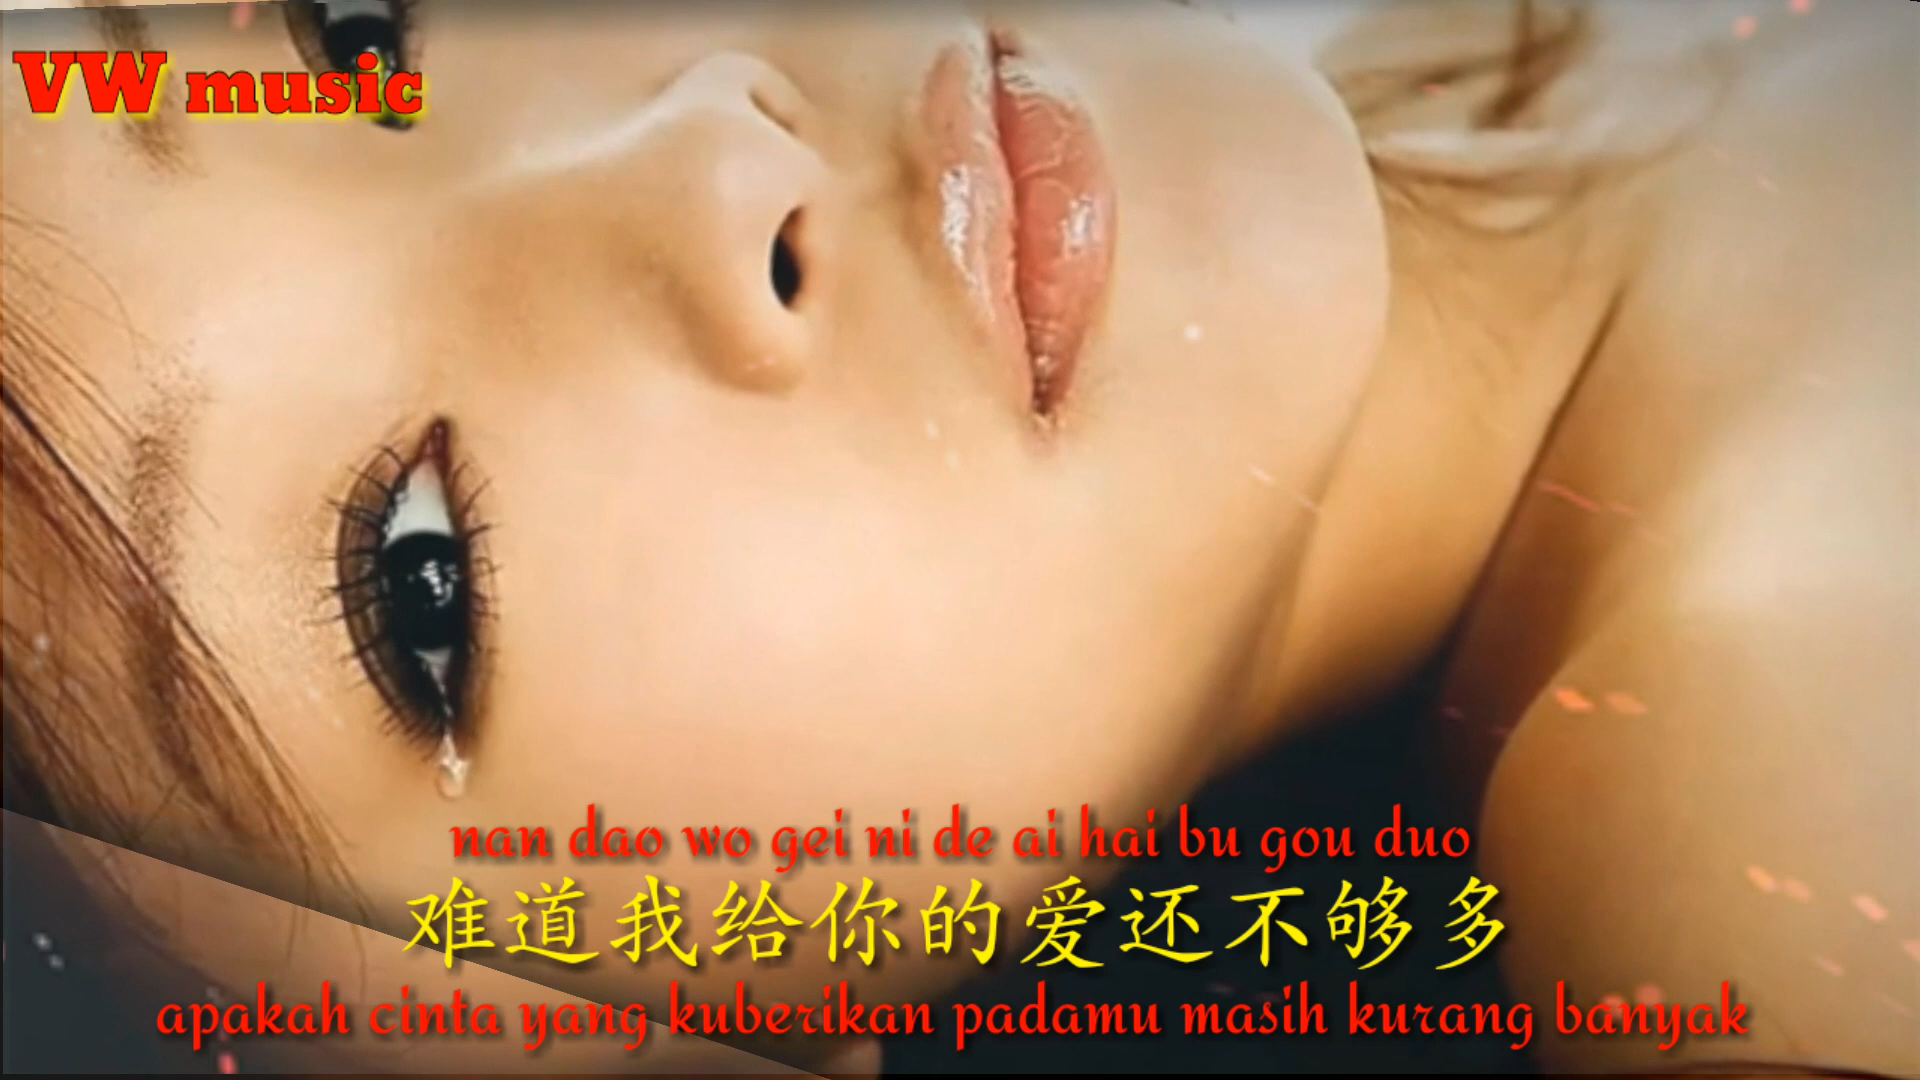 VW music
nan dao wo gei ni de ai hai bu gou duo
难道我给你的爱还不够多
apakah cinta yang kuberikan padamu masih kurang banyak